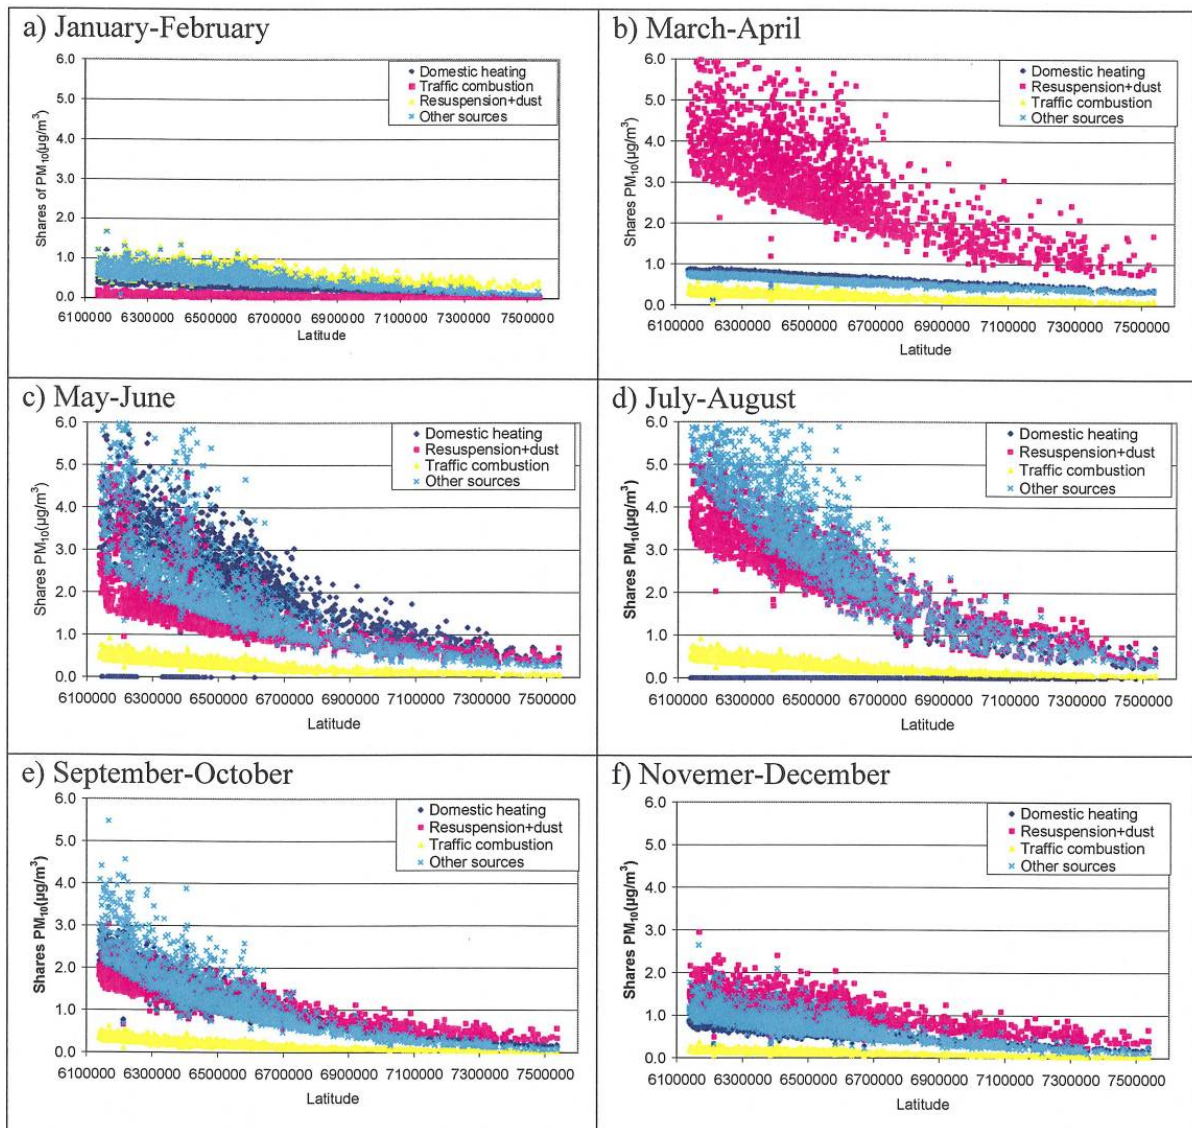 a) January-February
Shares of PM₁₀(µg/m³)
6.0
5.0
4.0
3.0
2.0
1.0
0.0
Domestic heating
Traffic combustion
Resuspension+dust
Other sources
6100000 6300000 6500000 6700000 6900000 7100000 7300000 7500000
Latitude
b) March-April
Shares PM₁₀(µg/m³)
6.0
5.0
4.0
3.0
2.0
1.0
0.0
Domestic heating
Resuspension+dust
Traffic combustion
Other sources
6100000 6300000 6500000 6700000 6900000 7100000 7300000 7500000
Latitude
c) May-June
Shares PM₁₀(µg/m³)
6.0
5.0
4.0
3.0
2.0
1.0
0.0
Domestic heating
Resuspension+dust
Traffic combustion
Other sources
6100000 6300000 6500000 6700000 6900000 7100000 7300000 7500000
Latitude
d) July-August
Shares PM₁₀(µg/m³)
6.0
5.0
4.0
3.0
2.0
1.0
0.0
Domestic heating
Resuspension+dust
Traffic combustion
Other sources
6100000 6300000 6500000 6700000 6900000 7100000 7300000 7500000
Latitude
e) September-October
Shares PM₁₀(µg/m³)
6.0
5.0
4.0
3.0
2.0
1.0
0.0
Domestic heating
Resuspension+dust
Traffic combustion
Other sources
6100000 6300000 6500000 6700000 6900000 7100000 7300000 7500000
Latitude
f) Novemer-December
Shares PM₁₀(µg/m³)
6.0
5.0
4.0
3.0
2.0
1.0
0.0
Domestic heating
Resuspension+dust
Traffic combustion
Other sources
6100000 6300000 6500000 6700000 6900000 7100000 7300000 7500000
Latitude